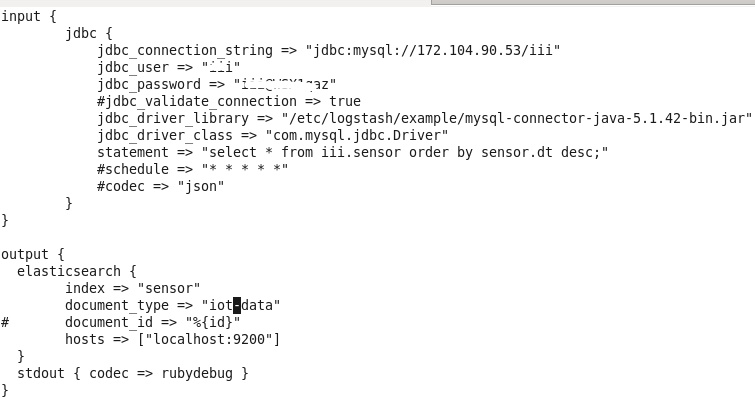 input {
jdbc {
jdbc_connection_string => "jdbc:mysql://172.104.90.53/iii"
jdbc_user => "iii"
jdbc_password => "
#jdbc_validate_connection => true
jdbc_driver_library => "/etc/logstash/example/mysql-connector-java-5.1.42-bin.jar"
jdbc_driver_class => "com.mysql.jdbc.Driver"
statement => "select * from iii.sensor order by sensor.dt desc;"
#schedule => "* * * * *"
#codec => "json"
}
}
output {
elasticsearch {
index => "sensor"
document_type => "iot-data"
# document_id => "%{id}"
hosts => ["localhost:9200"]
}
stdout { codec => rubydebug }
}